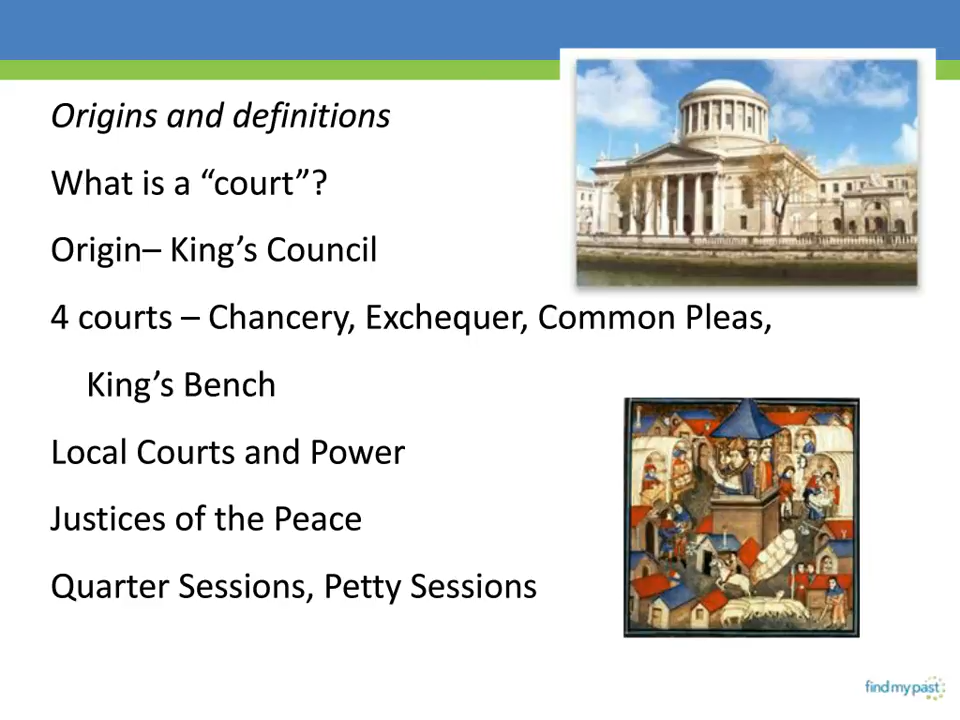 Origins and definitions
What is a “court”?
Origin– King’s Council
4 courts – Chancery, Exchequer, Common Pleas,
King’s Bench
Local Courts and Power
Justices of the Peace
Quarter Sessions, Petty Sessions
findmypast